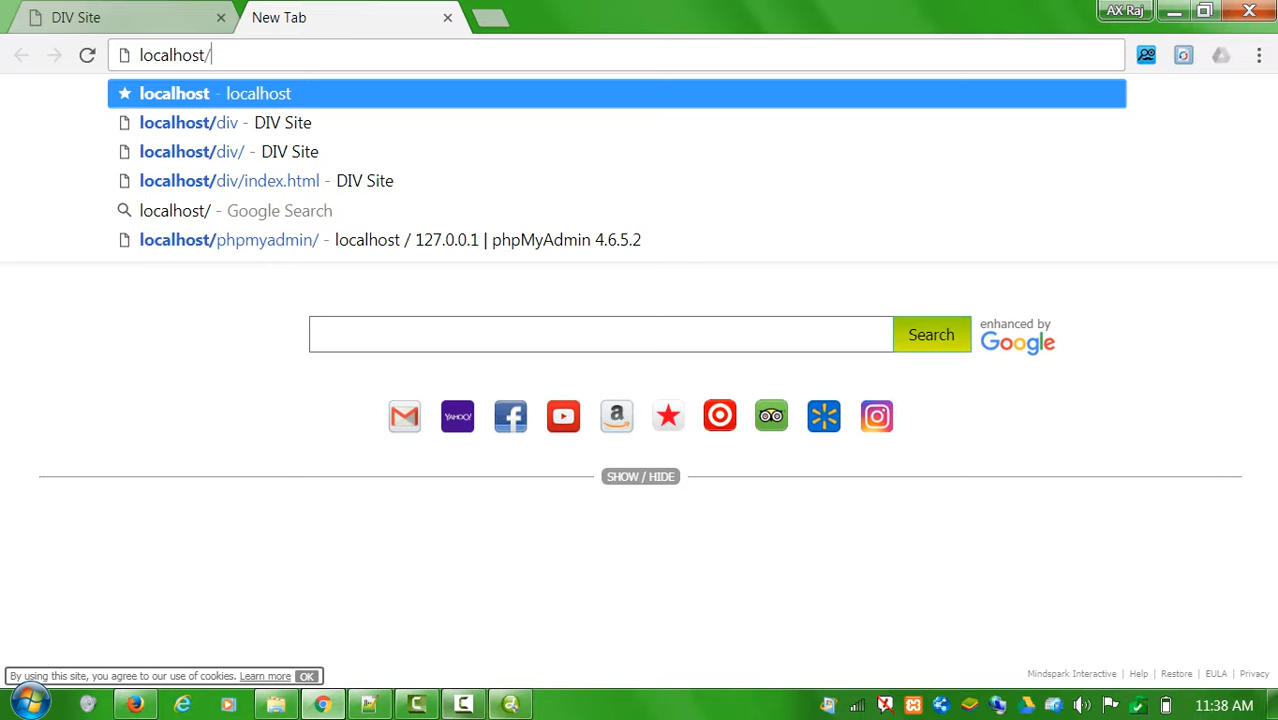 DIV Site
New Tab
AX Raj
localhost/
localhost - localhost
localhost/div - DIV Site
localhost/div/ - DIV Site
localhost/div/index.html - DIV Site
localhost/ - Google Search
localhost/phpmyadmin/ - localhost / 127.0.0.1 | phpMyAdmin 4.6.5.2
Search
enhanced by
Google
YAHOO!
SHOW / HIDE
By using this site, you agree to our use of cookies. Learn more OK
Mindspark Interactive | Help | Restore | EULA | Privacy
11:38 AM